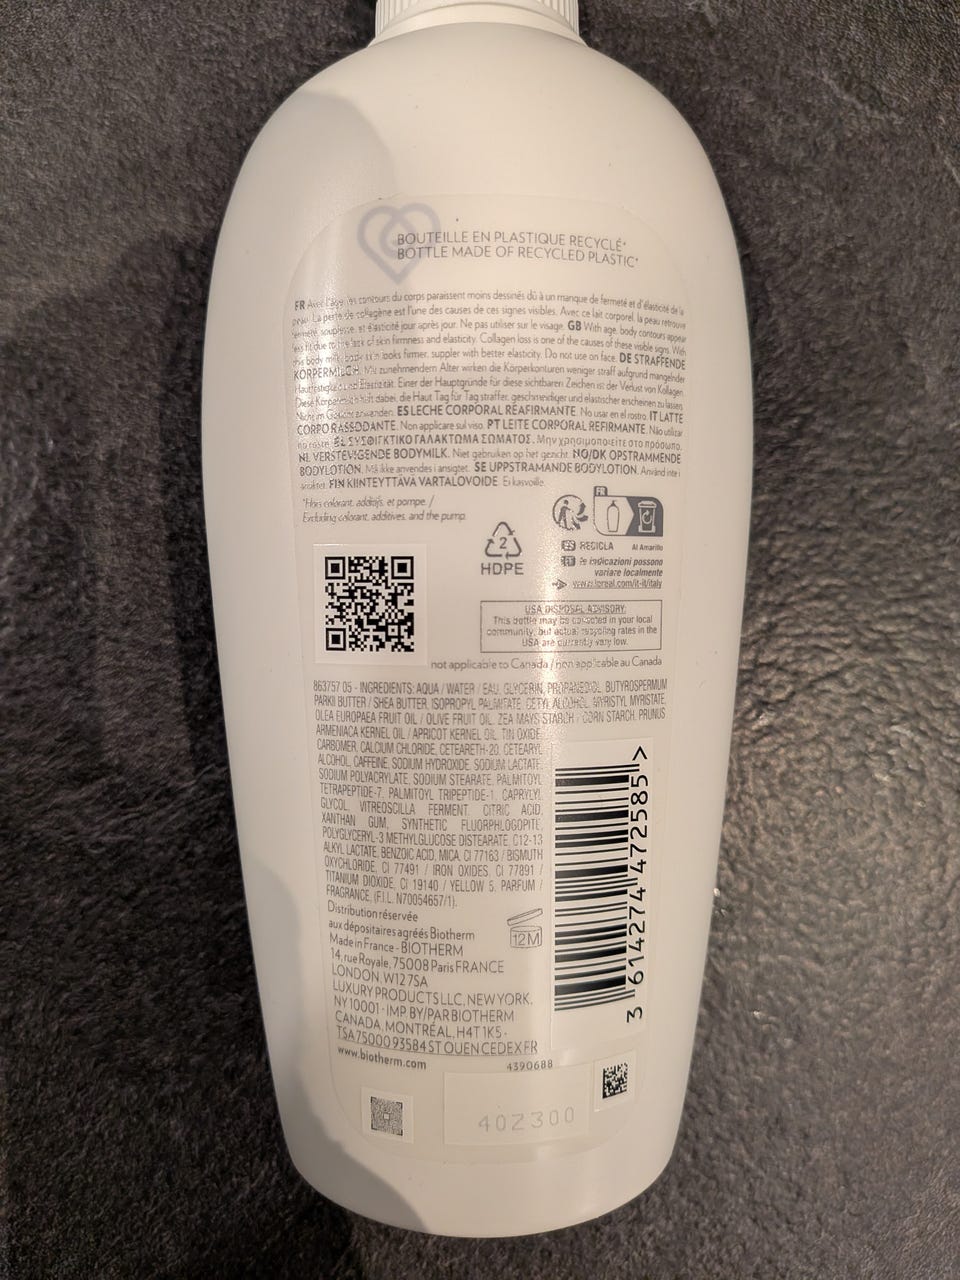 BOUTEILLE EN PLASTIQUE RECYCLÉ*
BOTTLE MADE OF RECYCLED PLASTIC*
FR Avec l'âge, les contours du corps paraissent moins dessinés dû à un manque de fermeté et d'élasticité de la
peau. La perte de collagène est l'une des causes de ces signes visibles. Avec ce lait corporel, la peau retrouve
fermeté, souplesse, et élasticité jour après jour. Ne pas utiliser sur le visage. GB With age, body contours appear
less fit due to the lack of skin firmness and elasticity. Collagen loss is one of the causes of these visible signs. With
this body milk, body skin looks firmer, suppler with better elasticity. Do not use on face. DE STRAFFENDE
KÖRPERMILCH. Mit zunehmendem Alter wirken die Körperkonturen weniger straff aufgrund mangelnder
Hautfestigkeit und Elastizität. Einer der Hauptgründe für diese sichtbaren Zeichen ist der Verlust von Kollagen.
Diese Körpermilch hilft dabei, die Haut Tag für Tag straffer, geschmeidiger und elastischer erscheinen zu lassen.
Nicht im Gesicht anwenden. ES LECHE CORPORAL REAFIRMANTE. No usar en el rostro. IT LATTE
CORPO RASSODANTE. Non applicare sul viso. PT LEITE CORPORAL REFIRMANTE. Não utilizar
no rosto. EL ΣΥΣΦΙΓΚΤΙΚΟ ΓΑΛΑΚΤΩΜΑ ΣΩΜΑΤΟΣ. Μην χρησιμοποιείτε στο πρόσωπο.
NL VERSTEVIGENDE BODYMILK. Niet gebruiken op het gezicht. NO/DK OPSTRAMMENDE
BODYLOTION. Må ikke anvendes i ansigtet. SE UPPSTRAMANDE BODYLOTION. Använd inte i
ansiktet. FIN KIINTEYTTÄVÄ VARTALOVOIDE. Ei kasvoille.
*Hors colorant, additifs, et pompe. /
Excluding colorant, additives, and the pump.
FR
2
HDPE
ES RECICLA Al Amarillo
IT Le indicazioni possono
variare localmente
www.loreal.com/it-it/italy
USA DISPOSAL ADVISORY:
This bottle may be collected in your local
community, but actual recycling rates in the
USA are currently very low.
not applicable to Canada / non applicable au Canada
863757 05 - INGREDIENTS: AQUA / WATER / EAU, GLYCERIN, PROPANEDIOL, BUTYROSPERMUM
PARKII BUTTER / SHEA BUTTER, ISOPROPYL PALMITATE, CETYL ALCOHOL, MYRISTYL MYRISTATE,
OLEA EUROPAEA FRUIT OIL / OLIVE FRUIT OIL, ZEA MAYS STARCH / CORN STARCH, PRUNUS
ARMENIACA KERNEL OIL / APRICOT KERNEL OIL, TIN OXIDE,
CARBOMER, CALCIUM CHLORIDE, CETEARETH-20, CETEARYL
ALCOHOL, CAFFEINE, SODIUM HYDROXIDE, SODIUM LACTATE,
SODIUM POLYACRYLATE, SODIUM STEARATE, PALMITOYL
TETRAPEPTIDE-7, PALMITOYL TRIPEPTIDE-1, CAPRYLYL
GLYCOL, VITREOSCILLA FERMENT, CITRIC ACID,
XANTHAN GUM, SYNTHETIC FLUORPHLOGOPITE,
POLYGLYCERYL-3 METHYLGLUCOSE DISTEARATE, C12-13
ALKYL LACTATE, BENZOIC ACID, MICA, CI 77163 / BISMUTH
OXYCHLORIDE, CI 77491 / IRON OXIDES, CI 77891 /
TITANIUM DIOXIDE, CI 19140 / YELLOW 5, PARFUM /
FRAGRANCE. (F.I.L. N70054657/1).
Distribution réservée
aux dépositaires agréés Biotherm
Made in France - BIOTHERM
14, rue Royale, 75008 Paris FRANCE
LONDON, W12 7SA
LUXURY PRODUCTS LLC, NEW YORK,
NY 10001 - IMP. BY/PAR BIOTHERM
CANADA, MONTRÉAL, H4T 1K5 -
TSA 75000 93584 ST OUEN CEDEX FR
www.biotherm.com
12M
3 614274 472585 >
4390688
40Z300